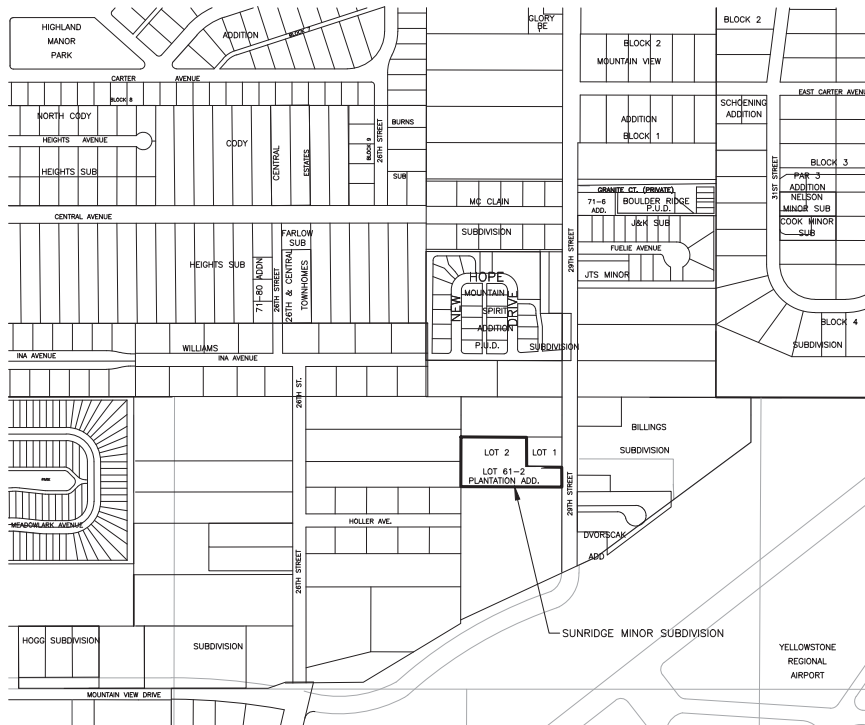 HIGHLAND
MANOR
PARK
ADDITION
BLOCK 7
GLORY
BE
BLOCK 2
MOUNTAIN VIEW
BLOCK 2
CARTER AVENUE
BLOCK 8
EAST CARTER AVENUE
NORTH CODY
HEIGHTS AVENUE
HEIGHTS SUB
CODY
CENTRAL
ESTATES
BLOCK 9
26TH STREET
BURNS
SUB
ADDITION
BLOCK 1
SCHOENING
ADDITION
31ST STREET
BLOCK 3
PAR 3
ADDITION
NELSON
MINOR SUB
COOK MINOR
SUB
GRANITE CT. (PRIVATE)
71-6
ADD.
BOULDER RIDGE
P.U.D.
J&K SUB
FUELIE AVENUE
JTS MINOR
MC CLAIN
SUBDIVISION
29TH STREET
CENTRAL AVENUE
HEIGHTS SUB
71-80 ADDN
26TH STREET
FARLOW
SUB
26TH & CENTRAL
TOWNHOMES
NEW HOPE DRIVE
MOUNTAIN
SPIRIT
ADDITION
P.U.D.
SUBDIVISION
BLOCK 4
SUBDIVISION
WILLIAMS
INA AVENUE
INA AVENUE
26TH ST.
BILLINGS
SUBDIVISION
LOT 2
LOT 1
LOT 61-2
PLANTATION ADD.
29TH STREET
PARK
MEADOWLARK AVENUE
HOLLER AVE.
26TH STREET
DVORSCAK
ADD
SUNRIDGE MINOR SUBDIVISION
HOGG SUBDIVISION
SUBDIVISION
YELLOWSTONE
REGIONAL
AIRPORT
MOUNTAIN VIEW DRIVE